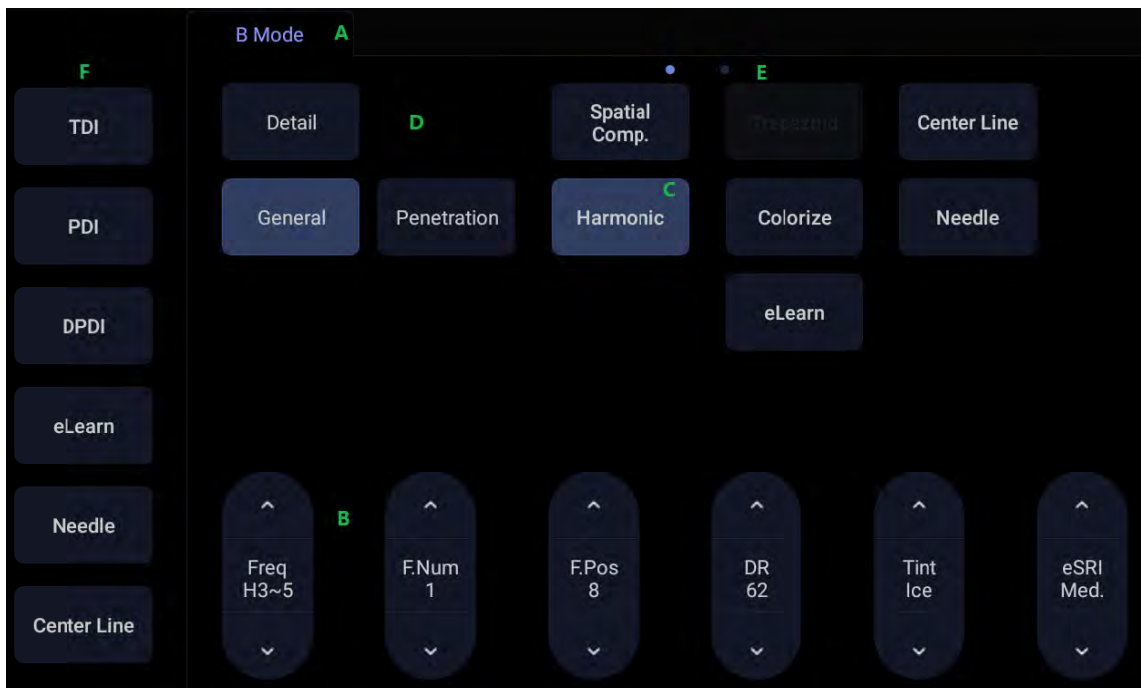 B Mode A
F
E
TDI
Detail
D
Spatial
Comp.
Trapezoid
Center Line
PDI
General
Penetration
Harmonic
C
Colorize
Needle
DPDI
eLearn
eLearn
Needle
B
Freq
H3~5
F.Num
1
F.Pos
8
DR
62
Tint
Ice
eSRI
Med.
Center Line